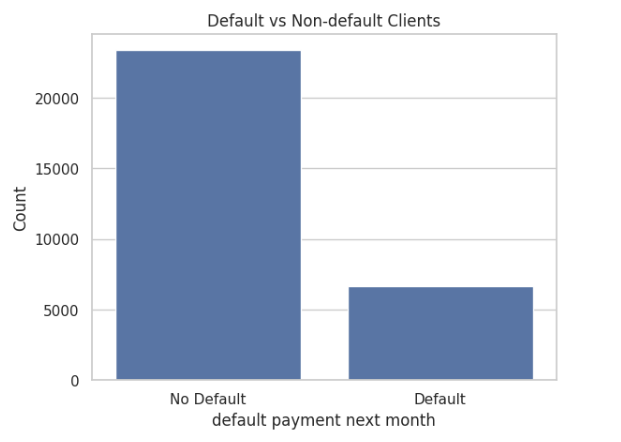 Default vs Non-default Clients
20000
15000
10000
5000
0
Count
No Default
Default
default payment next month